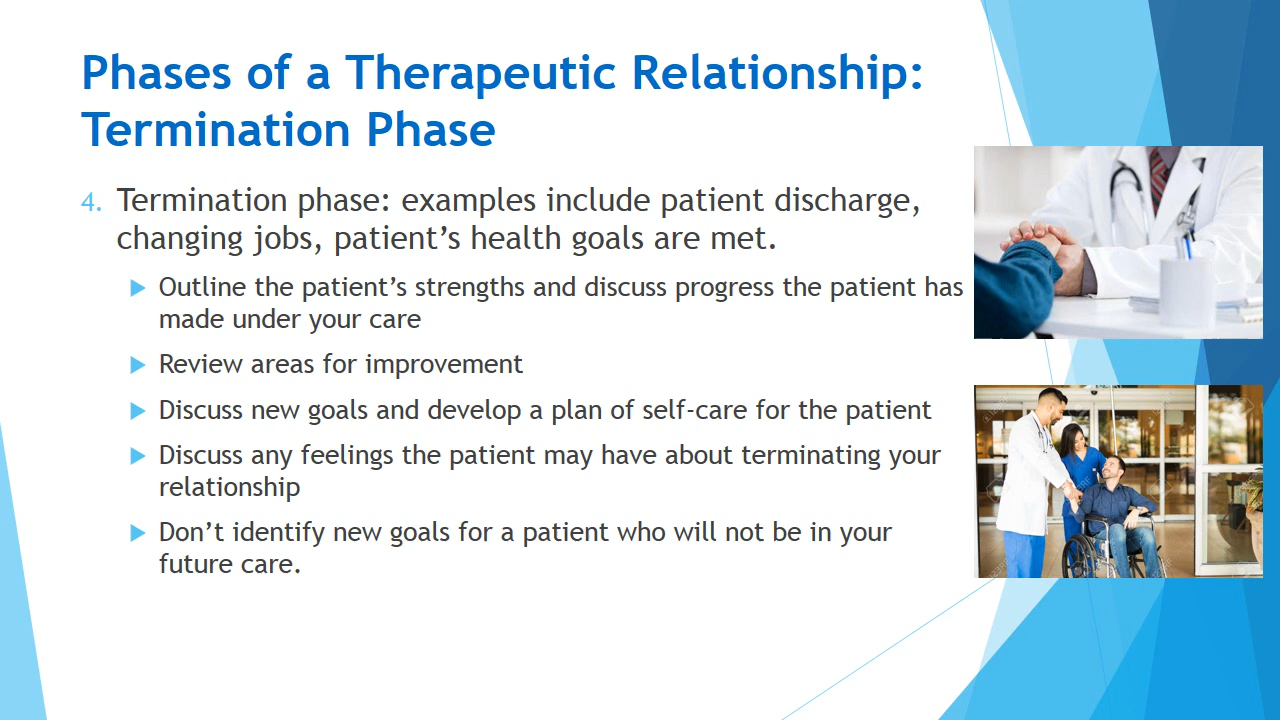 Phases of a Therapeutic Relationship:
Termination Phase
4. Termination phase: examples include patient discharge,
changing jobs, patient’s health goals are met.
Outline the patient’s strengths and discuss progress the patient has
made under your care
Review areas for improvement
Discuss new goals and develop a plan of self-care for the patient
Discuss any feelings the patient may have about terminating your
relationship
Don’t identify new goals for a patient who will not be in your
future care.